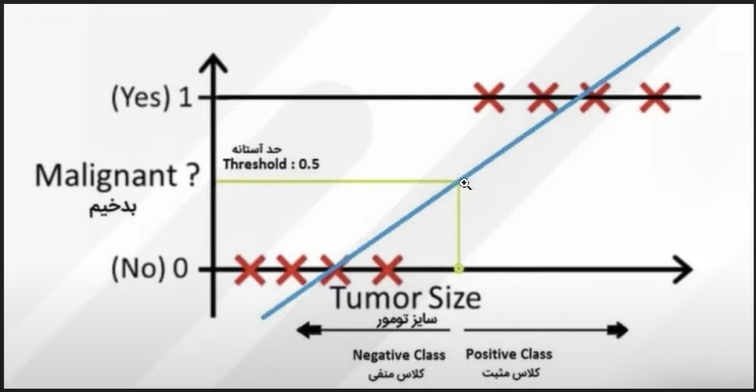 (Yes) 1
حد آستانه
Threshold : 0.5
Malignant ?
بدخیم
(No) 0
Tumor Size
سایز تومور
Negative Class
کلاس منفی
Positive Class
کلاس مثبت